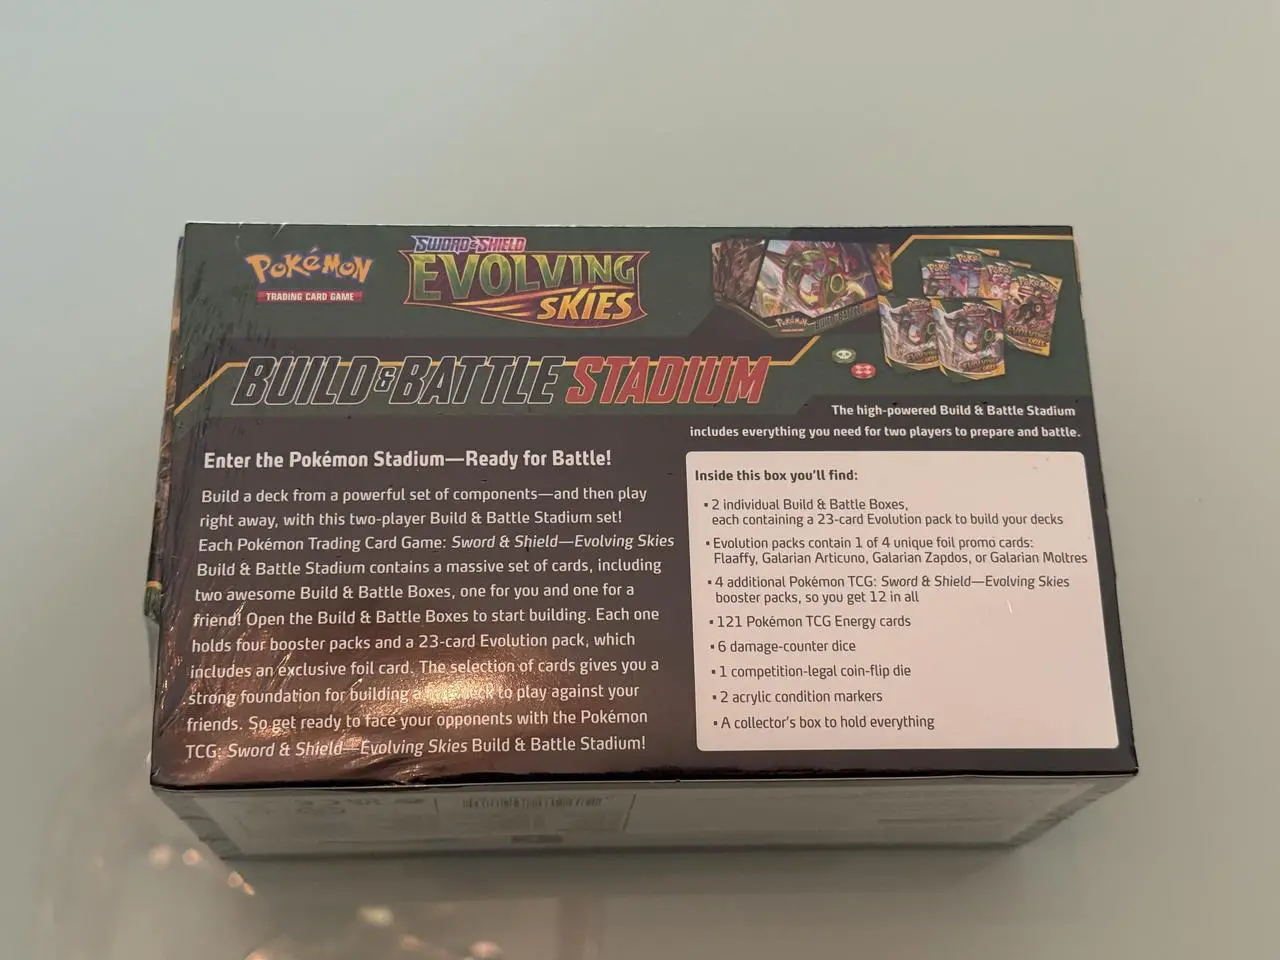 Pokémon
TRADING CARD GAME
SWORD & SHIELD
EVOLVING
SKIES
BUILD & BATTLE STADIUM
The high-powered Build & Battle Stadium
includes everything you need for two players to prepare and battle.
Enter the Pokémon Stadium—Ready for Battle!
Build a deck from a powerful set of components—and then play
right away, with this two-player Build & Battle Stadium set!
Each Pokémon Trading Card Game: Sword & Shield—Evolving Skies
Build & Battle Stadium contains a massive set of cards, including
two awesome Build & Battle Boxes, one for you and one for a
friend! Open the Build & Battle Boxes to start building. Each one
holds four booster packs and a 23-card Evolution pack, which
includes an exclusive foil card. The selection of cards gives you a
strong foundation for building a deck to play against your
friends. So get ready to face your opponents with the Pokémon
TCG: Sword & Shield—Evolving Skies Build & Battle Stadium!
Inside this box you'll find:
• 2 individual Build & Battle Boxes,
each containing a 23-card Evolution pack to build your decks
• Evolution packs contain 1 of 4 unique foil promo cards:
Flaaffy, Galarian Articuno, Galarian Zapdos, or Galarian Moltres
• 4 additional Pokémon TCG: Sword & Shield—Evolving Skies
booster packs, so you get 12 in all
• 121 Pokémon TCG Energy cards
• 6 damage-counter dice
• 1 competition-legal coin-flip die
• 2 acrylic condition markers
• A collector's box to hold everything